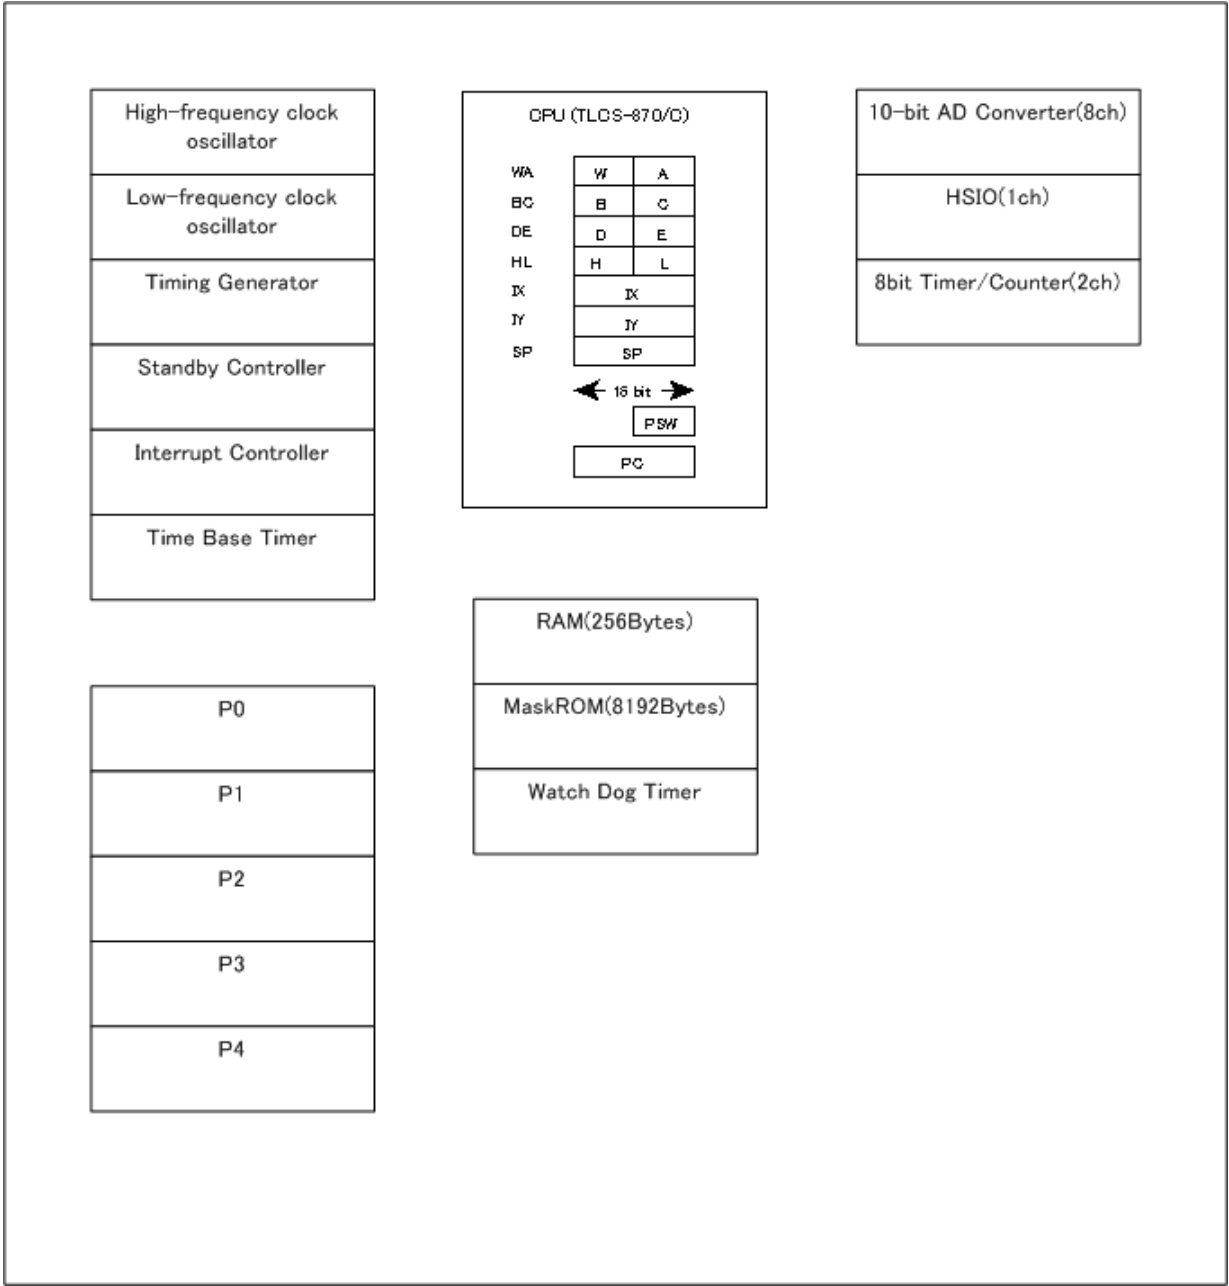 High-frequency clock
oscillator
Low-frequency clock
oscillator
Timing Generator
Standby Controller
Interrupt Controller
Time Base Timer
P0
P1
P2
P3
P4
CPU (TLCS-870/C)
WA W A
BC B C
DE D E
HL H L
IX IX
IY IY
SP SP
16 bit
PSW
PC
RAM(256Bytes)
MaskROM(8192Bytes)
Watch Dog Timer
10-bit AD Converter(8ch)
HSIO(1ch)
8bit Timer/Counter(2ch)